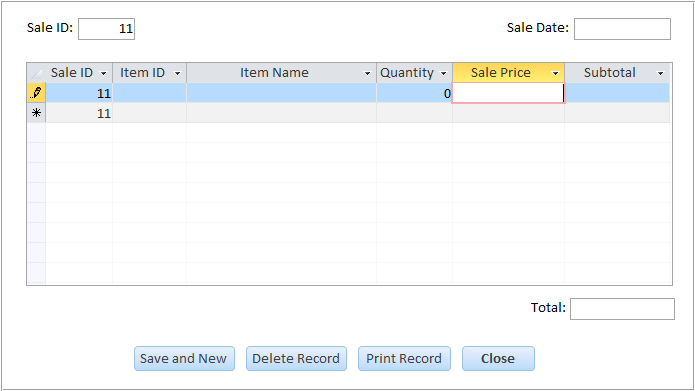 Sale ID: 11 Sale Date:
Sale ID Item ID Item Name Quantity Sale Price Subtotal
11 0
11
Total:
Save and New Delete Record Print Record Close